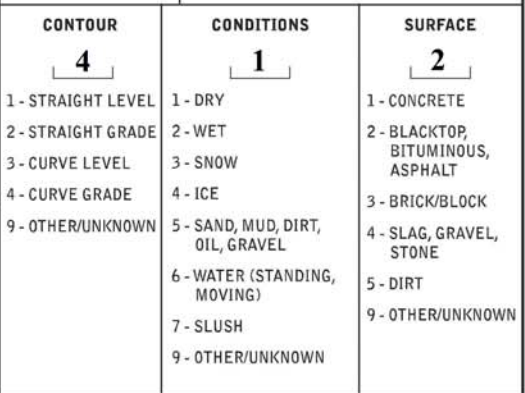 CONTOUR
4
1 - STRAIGHT LEVEL
2 - STRAIGHT GRADE
3 - CURVE LEVEL
4 - CURVE GRADE
9 - OTHER/UNKNOWN
CONDITIONS
1
1 - DRY
2 - WET
3 - SNOW
4 - ICE
5 - SAND, MUD, DIRT,
OIL, GRAVEL
6 - WATER (STANDING,
MOVING)
7 - SLUSH
9 - OTHER/UNKNOWN
SURFACE
2
1 - CONCRETE
2 - BLACKTOP,
BITUMINOUS,
ASPHALT
3 - BRICK/BLOCK
4 - SLAG, GRAVEL,
STONE
5 - DIRT
9 - OTHER/UNKNOWN